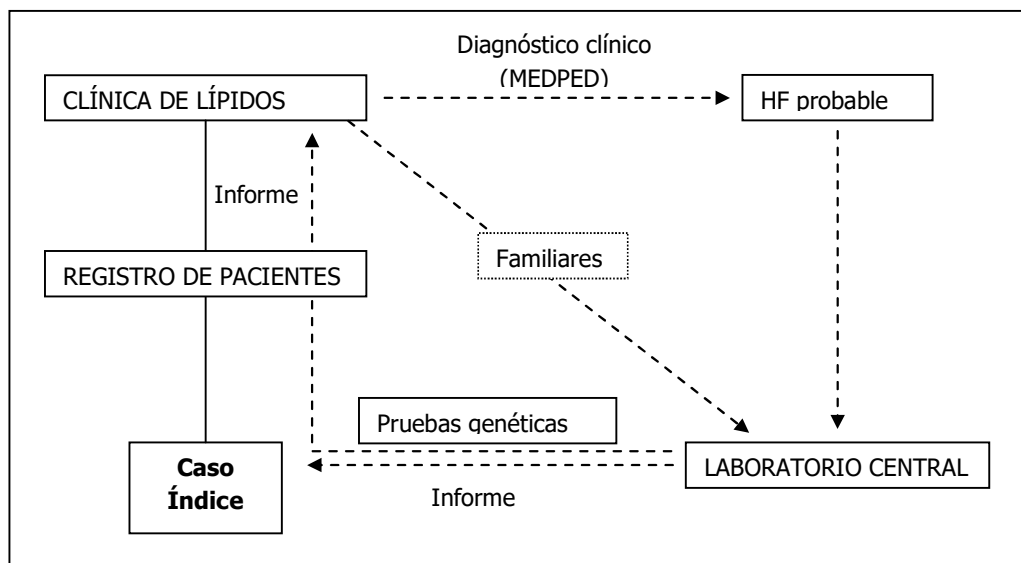 Diagnóstico clínico
(MEDPED)
CLÍNICA DE LÍPIDOS
HF probable
Informe
Familiares
REGISTRO DE PACIENTES
Pruebas genéticas
Caso
Índice
LABORATORIO CENTRAL
Informe